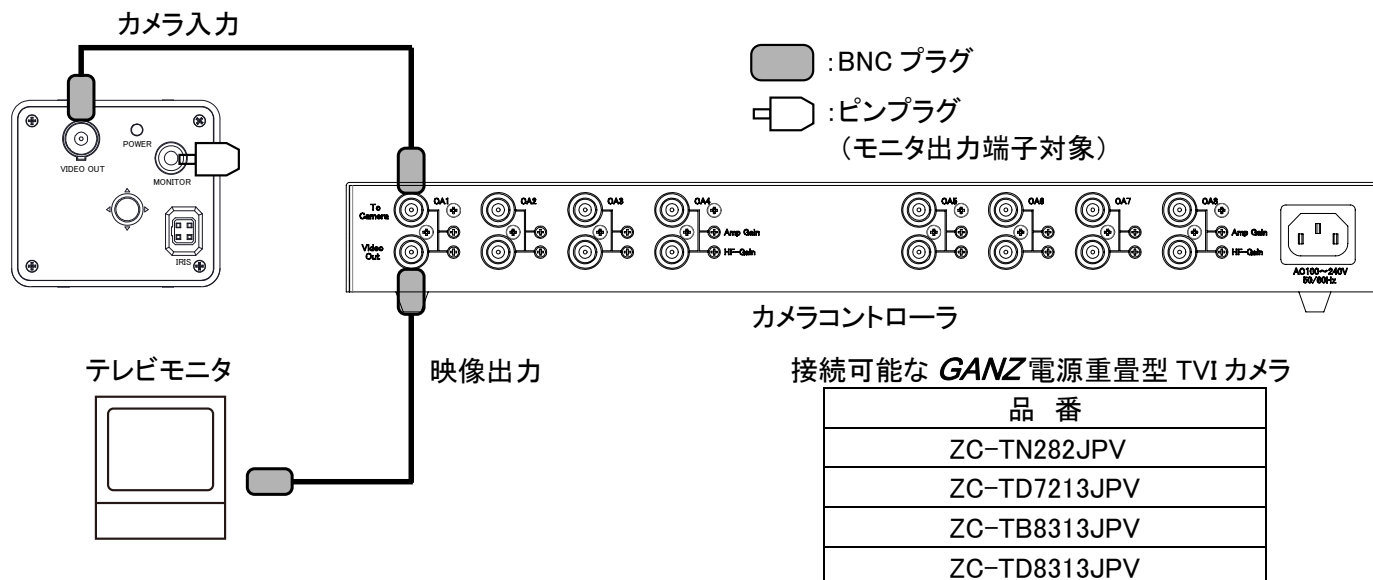 カメラ入力
:BNC プラグ
:ピンプラグ
（モニタ出力端子対象）
POWER
VIDEO OUT
MONITOR
IRIS
To Camera
CA1
CA2
CA3
CA4
CA5
CA6
CA7
CA8
Amp Gain
Amp Gain
Video Out
HF-Gain
HF-Gain
AC100～240V
50/60Hz
カメラコントローラ
テレビモニタ
映像出力
接続可能な GANZ 電源重畳型 TVI カメラ
品 番
ZC-TN282JPV
ZC-TD7213JPV
ZC-TB8313JPV
ZC-TD8313JPV